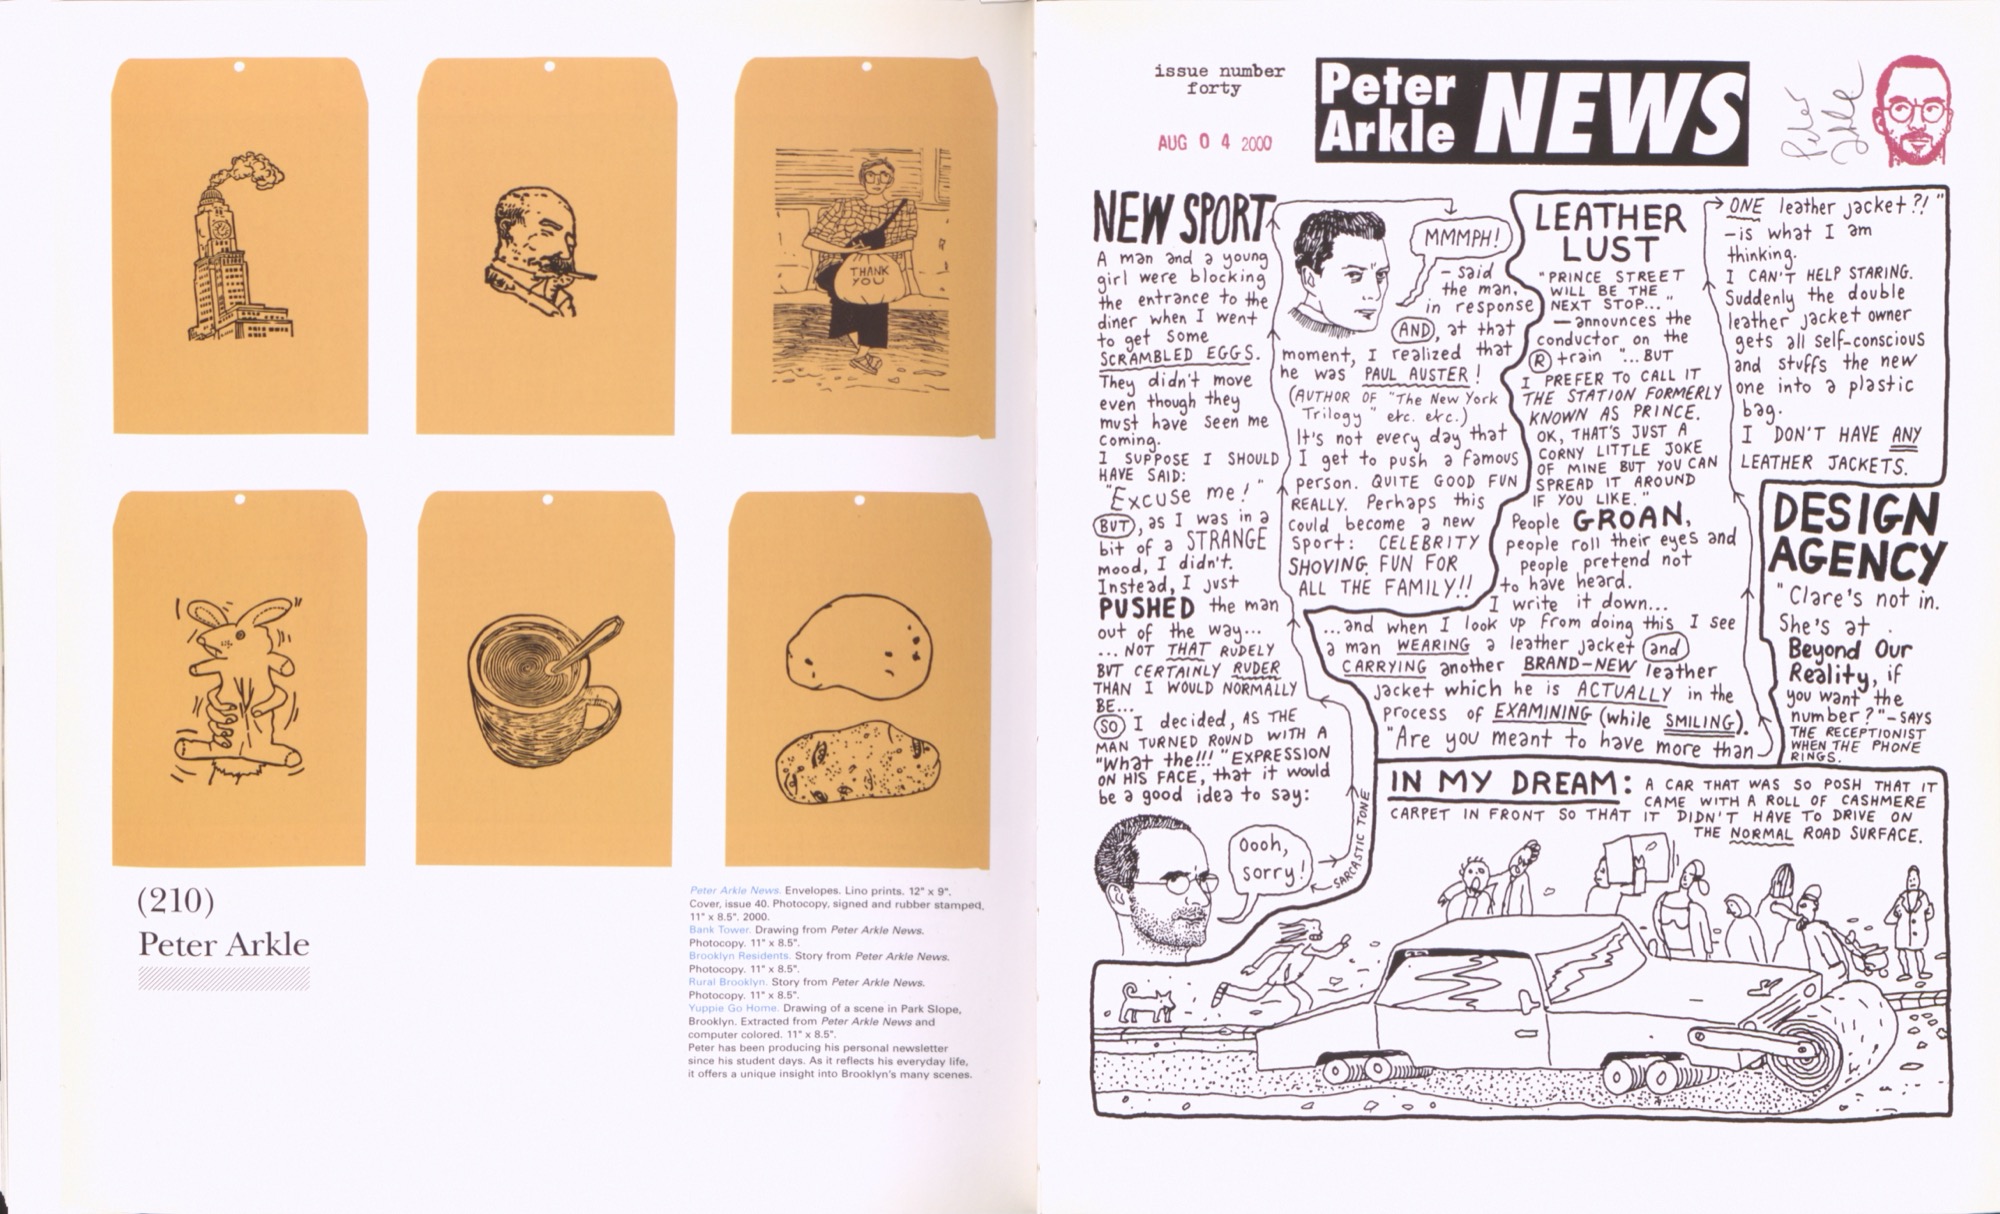 THANK
YOU
(210)
Peter Arkle
Peter Arkle News. Envelopes. Lino prints. 12" x 9".
Cover, issue 40. Photocopy, signed and rubber stamped,
11" x 8.5". 2000.
Bank Tower. Drawing from Peter Arkle News.
Photocopy. 11" x 8.5".
Brooklyn Residents. Story from Peter Arkle News.
Photocopy. 11" x 8.5".
Rural Brooklyn. Story from Peter Arkle News.
Photocopy. 11" x 8.5".
Yuppie Go Home. Drawing of a scene in Park Slope,
Brooklyn. Extracted from Peter Arkle News and
computer colored. 11" x 8.5".
Peter has been producing his personal newsletter
since his student days. As it reflects his everyday life,
it offers a unique insight into Brooklyn's many scenes.
issue number
forty
AUG 04 2000
Peter
Arkle
NEWS
Peter
Arkle
NEW SPORT
A man and a young
girl were blocking
the entrance to the
diner when I went
to get some
SCRAMBLED EGGS.
They didn't move
even though they
must have seen me
coming.
I SUPPOSE I SHOULD
HAVE SAID:
"Excuse me!"
BUT, as I was in a
bit of a STRANGE
mood, I didn't.
Instead, I just
PUSHED the man
out of the way...
...NOT THAT RUDELY
BUT CERTAINLY RUDER
THAN I WOULD NORMALLY
BE...
SO I decided, AS THE
MAN TURNED ROUND WITH A
"What the!!!" EXPRESSION
ON HIS FACE, that it would
be a good idea to say:
Oooh,
sorry!
SARCASTIC TONE
MMMPH!
- said
the man,
in response
AND, at that
moment, I realized that
he was PAUL AUSTER!
(AUTHOR OF "The New York
Trilogy" etc. etc.)
It's not every day that
I get to push a famous
person. QUITE GOOD FUN
REALLY. Perhaps this
could become a new
sport: CELEBRITY
SHOVING. FUN FOR
ALL THE FAMILY!!
LEATHER
LUST
"PRINCE STREET
WILL BE THE
NEXT STOP..."
—announces the
conductor on the
R train "...BUT
I PREFER TO CALL IT
THE STATION FORMERLY
KNOWN AS PRINCE.
OK, THAT'S JUST A
CORNY LITTLE JOKE
OF MINE BUT YOU CAN
SPREAD IT AROUND
IF YOU LIKE."
People GROAN,
people roll their eyes and
people pretend not
to have heard.
I write it down...
...and when I look up from doing this I see
a man WEARING a leather jacket and
CARRYING another BRAND-NEW leather
jacket which he is ACTUALLY in the
process of EXAMINING (while SMILING).
"Are you meant to have more than
ONE leather jacket?!"
-is what I am
thinking.
I CAN'T HELP STARING.
Suddenly the double
leather jacket owner
gets all self-conscious
and stuffs the new
one into a plastic
bag.
I DON'T HAVE ANY
LEATHER JACKETS.
DESIGN
AGENCY
"Clare's not in.
She's at
Beyond Our
Reality, if
you want the
number?"-SAYS
THE RECEPTIONIST
WHEN THE PHONE
RINGS.
IN MY DREAM: A CAR THAT WAS SO POSH THAT IT
CAME WITH A ROLL OF CASHMERE
CARPET IN FRONT SO THAT IT DIDN'T HAVE TO DRIVE ON
THE NORMAL ROAD SURFACE.